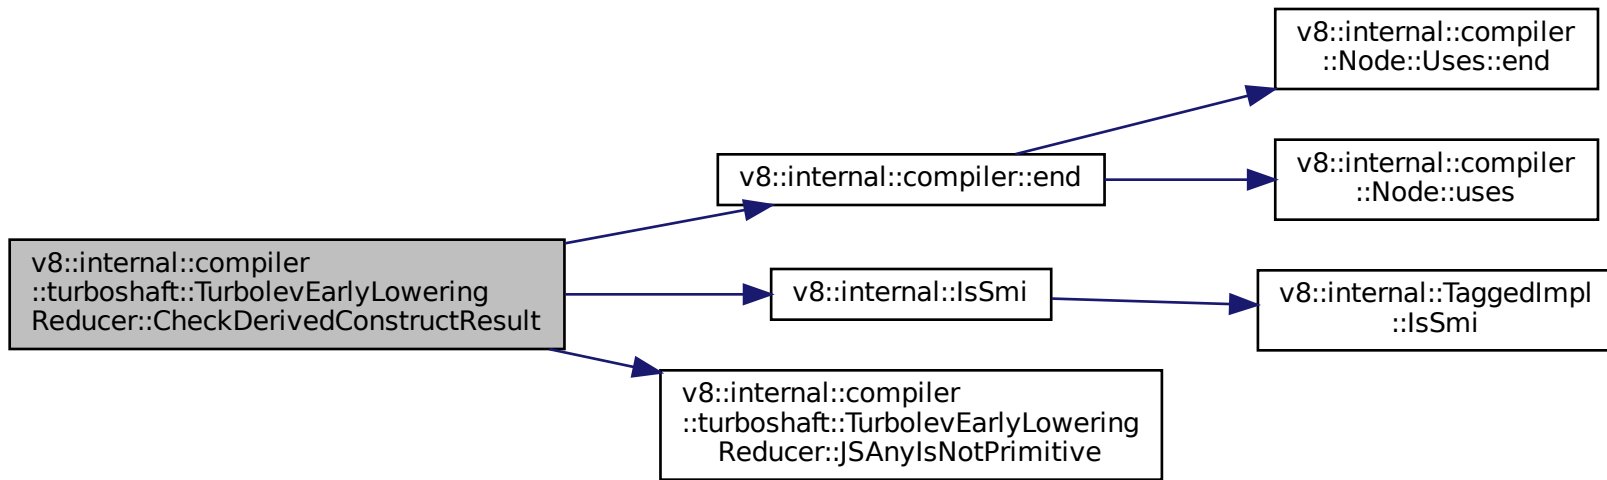 v8::internal::compiler
::turboshaft::TurbolevEarlyLowering
Reducer::CheckDerivedConstructResult
v8::internal::compiler::end
v8::internal::compiler
::Node::Uses::end
v8::internal::compiler
::Node::uses
v8::internal::IsSmi
v8::internal::TaggedImpl
::IsSmi
v8::internal::compiler
::turboshaft::TurbolevEarlyLowering
Reducer::JSAnyIsNotPrimitive